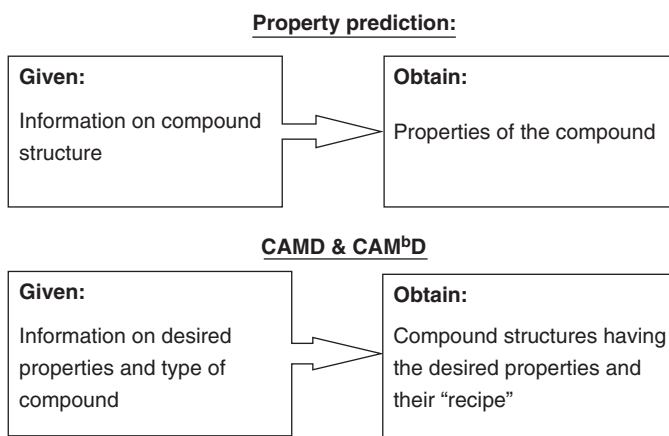 Property prediction:
Given:
Information on compound
structure
Obtain:
Properties of the compound
CAMD & CAMᵇD
Given:
Information on desired
properties and type of
compound
Obtain:
Compound structures having
the desired properties and
their “recipe”